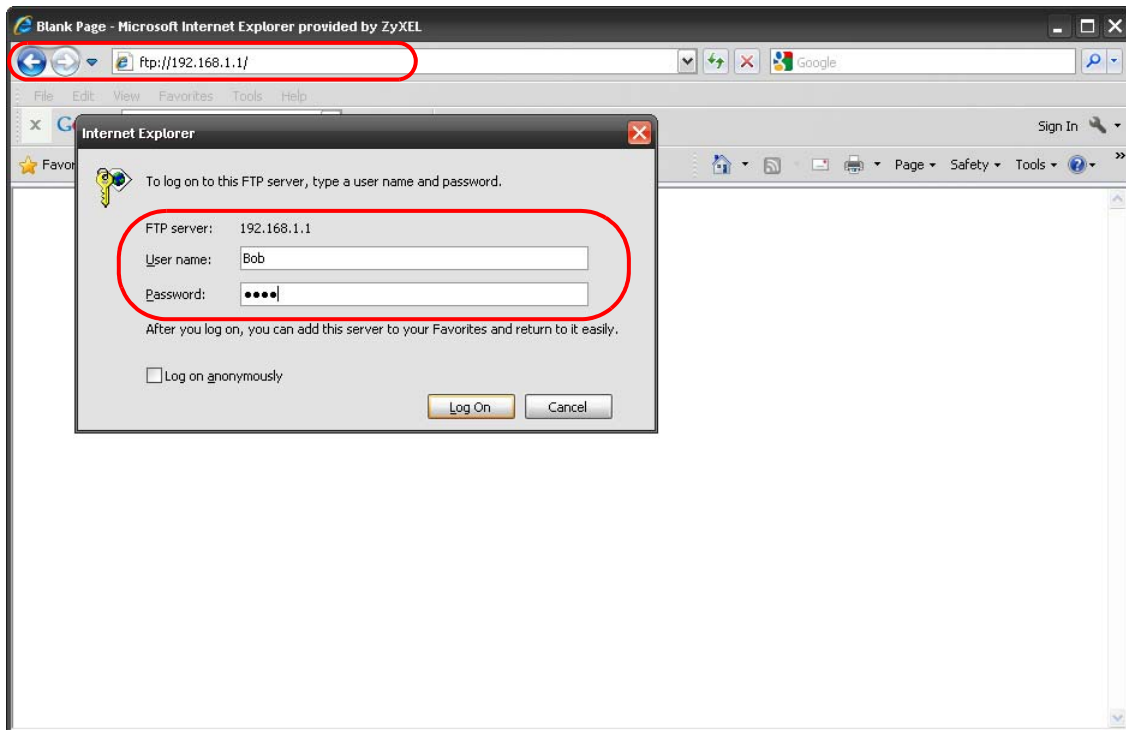 Blank Page - Microsoft Internet Explorer provided by ZyXEL
ftp://192.168.1.1/
Google
File Edit View Favorites Tools Help
x G
Sign In
Favor
Page Safety Tools
Internet Explorer
To log on to this FTP server, type a user name and password.
FTP server: 192.168.1.1
User name: Bob
Password: ●●●●
After you log on, you can add this server to your Favorites and return to it easily.
Log on anonymously
Log On Cancel